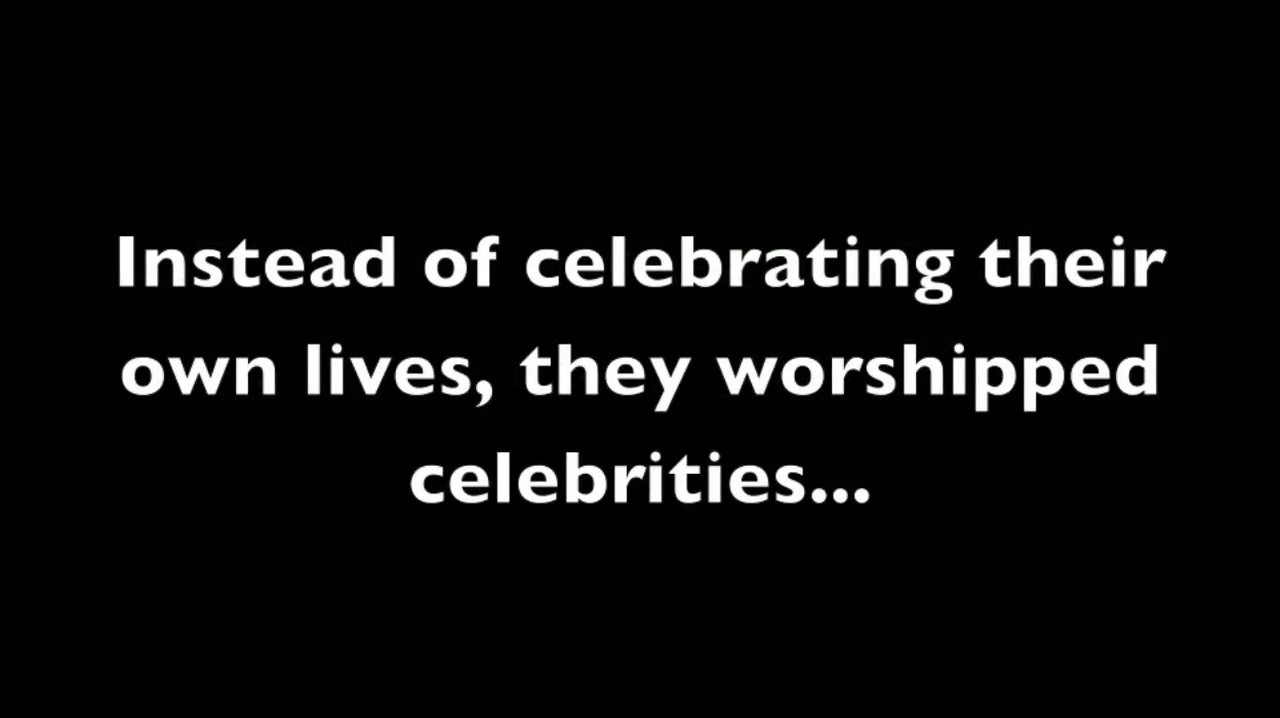 Instead of celebrating their
own lives, they worshipped
celebrities...